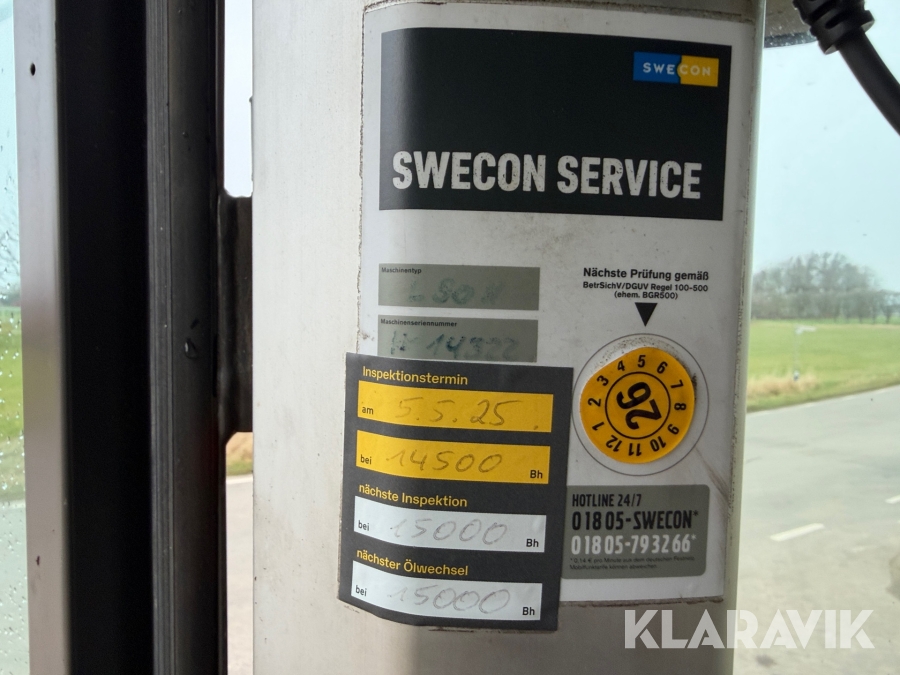 SWECON
SWECON SERVICE
Maschinentyp
Maschinenseriennummer
14322
Nächste Prüfung gemäß
BetrSichV/DGUV Regel 100-500
(ehem. BGR500)
1 2 3 4 5 6 7 8 9 10 11 12
26
Inspektionstermin
am 5.5.25.
bei 14500 Bh
nächste Inspektion
bei 15000 Bh
nächster Ölwechsel
bei 15000 Bh
HOTLINE 24/7
01805-SWECON*
01805-793266*
KLARAVIK